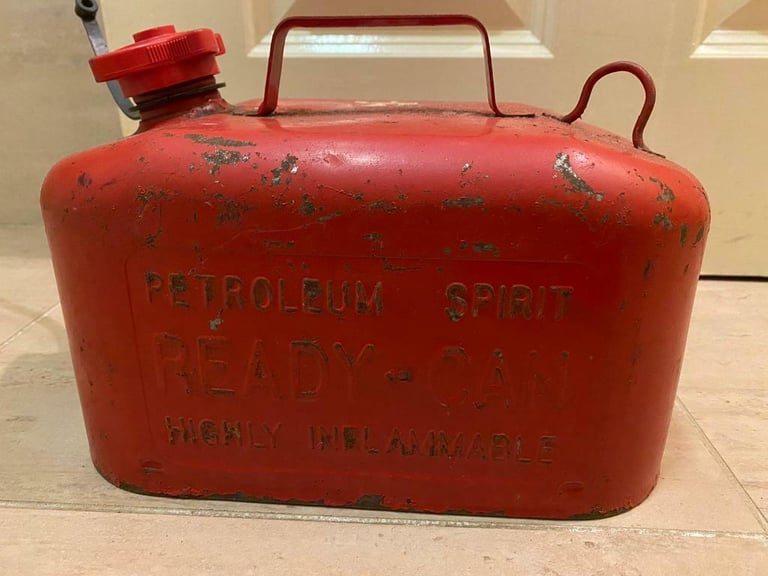 PETROLEUM SPIRIT
READY-CAN
HIGHLY INFLAMMABLE